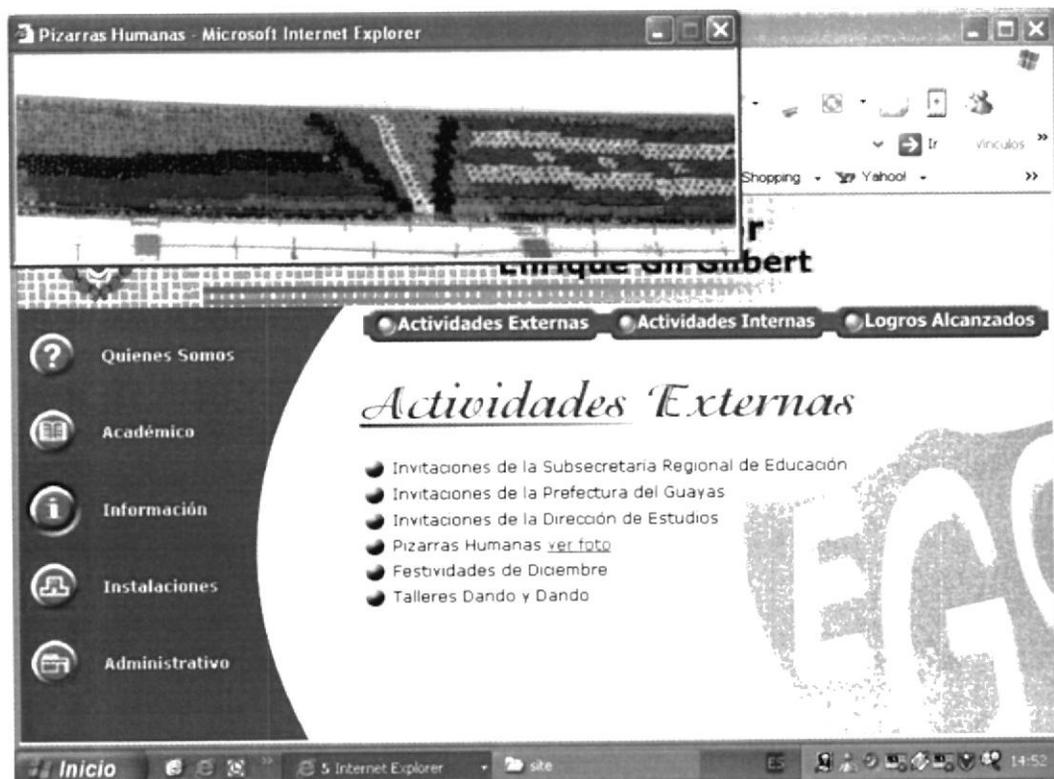 Pizarras Humanas - Microsoft Internet Explorer
Ir
Vínculos
Shopping
Yahoo!
Enrique Gil Gilbert
Actividades Externas
Actividades Internas
Logros Alcanzados
Quienes Somos
Académico
Información
Instalaciones
Administrativo
Actividades Externas
Invitaciones de la Subsecretaria Regional de Educación
Invitaciones de la Prefectura del Guayas
Invitaciones de la Dirección de Estudios
Pizarras Humanas ver foto
Festividades de Diciembre
Talleres Dando y Dando
EGG
Inicio
5 Internet Explorer
site
ES
14:52